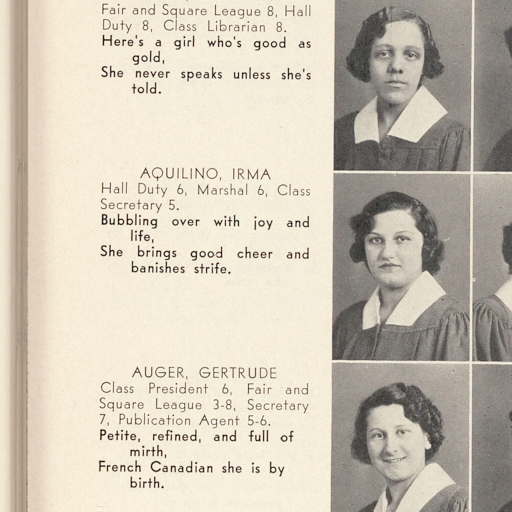 Fair and Square League 8, Hall
Duty 8, Class Librarian 8.
Here's a girl who's good as
gold,
She never speaks unless she's
told.
AQUILINO, IRMA
Hall Duty 6, Marshal 6, Class
Secretary 5.
Bubbling over with joy and
life,
She brings good cheer and
banishes strife.
AUGER, GERTRUDE
Class President 6, Fair and
Square League 3-8, Secretary
7, Publication Agent 5-6.
Petite, refined, and full of
mirth,
French Canadian she is by
birth.